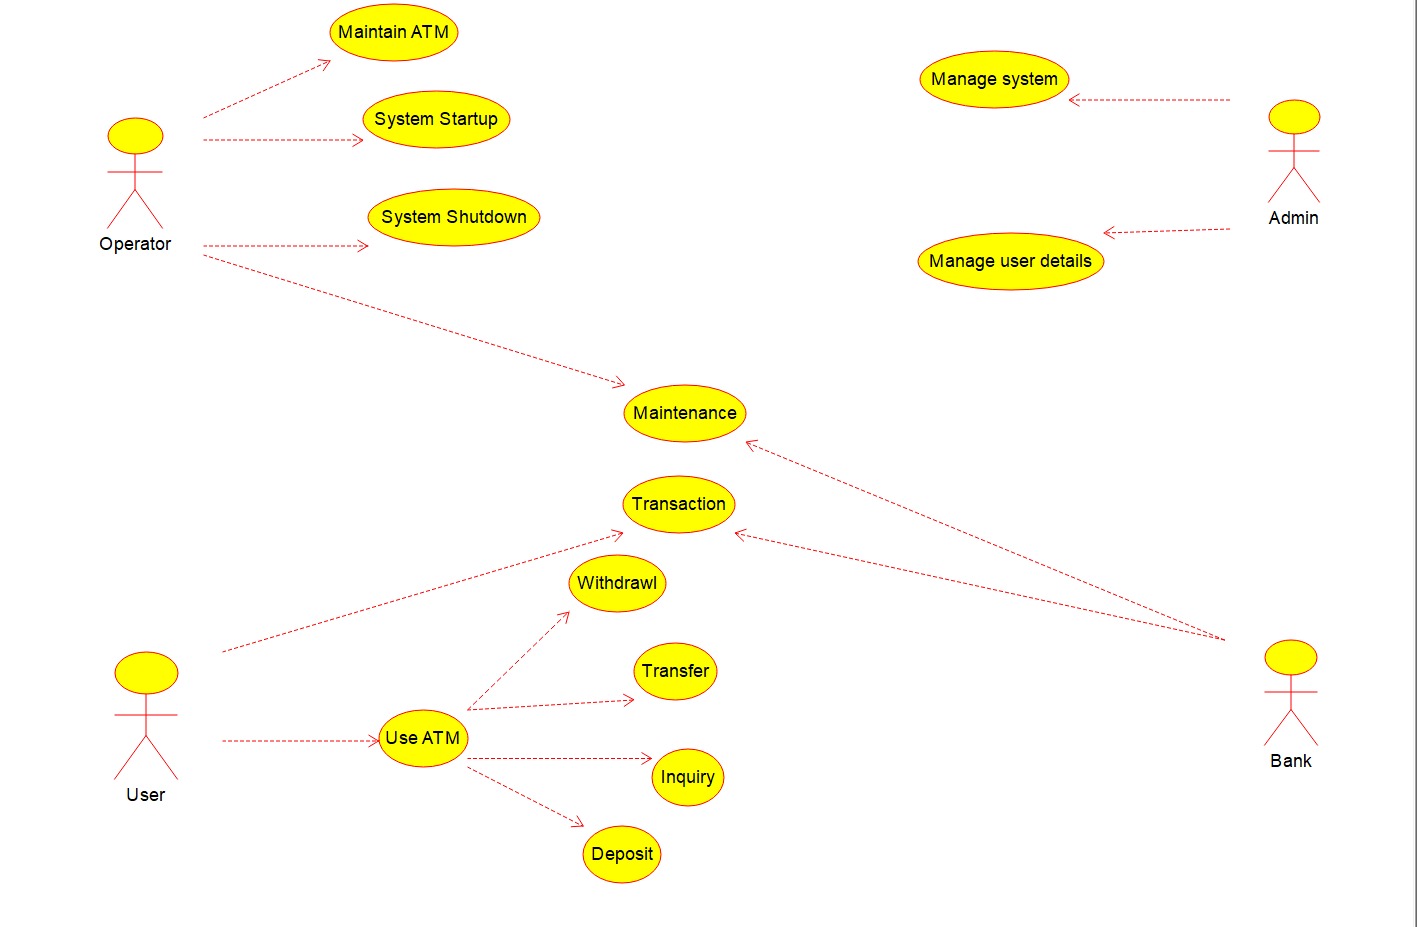 Maintain ATM
Manage system
System Startup
System Shutdown
Admin
Operator
Manage user details
Maintenance
Transaction
Withdrawl
Transfer
Use ATM
Bank
Inquiry
User
Deposit